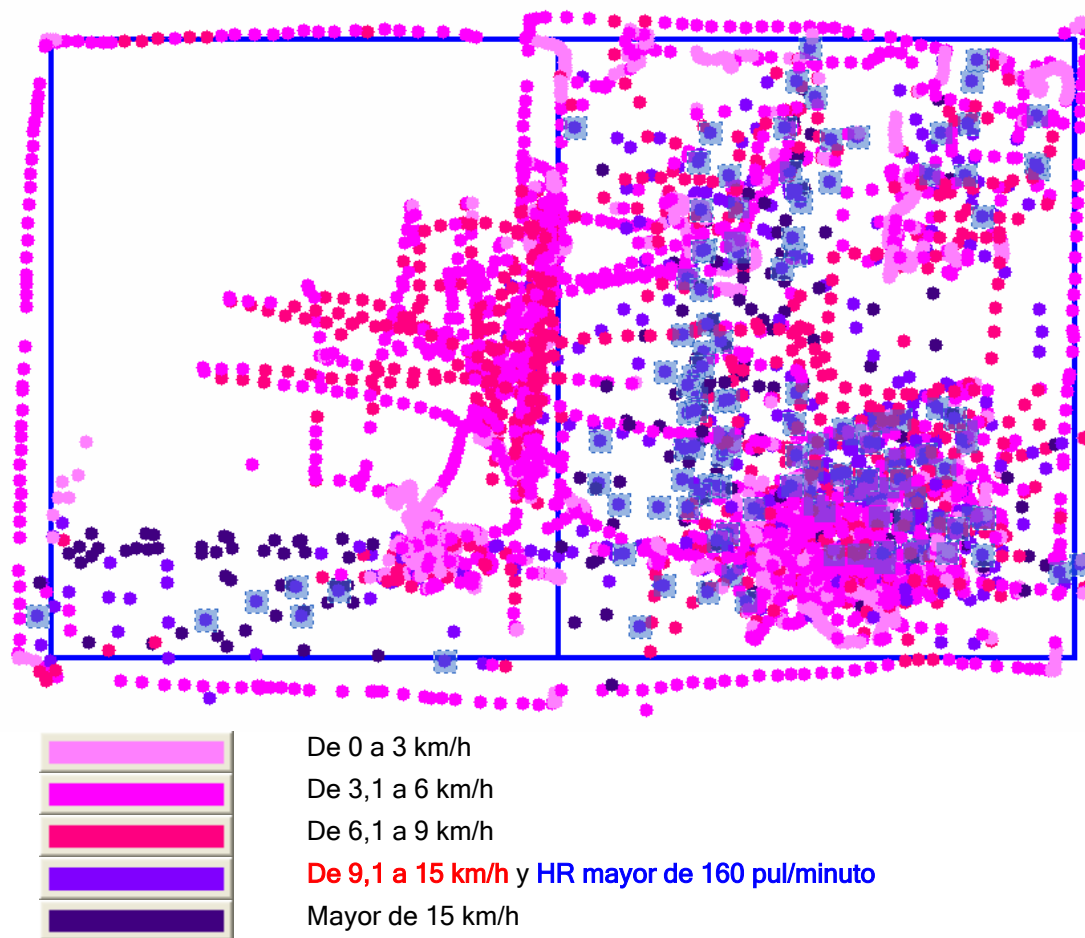 De 0 a 3 km/h
De 3,1 a 6 km/h
De 6,1 a 9 km/h
De 9,1 a 15 km/h y HR mayor de 160 pul/minuto
Mayor de 15 km/h